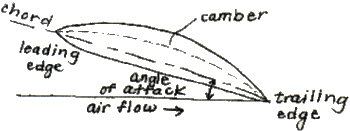 chord
camber
leading
edge
angle
of attack
air flow →
trailing
edge